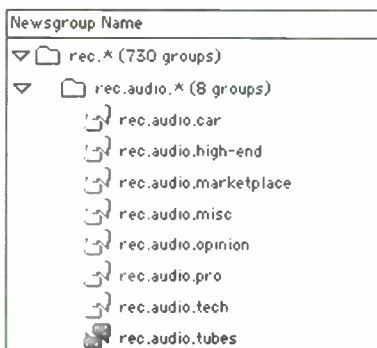 Newsgroup Name
rec.* (730 groups)
rec.audio.* (8 groups)
rec.audio.car
rec.audio.high-end
rec.audio.marketplace
rec.audio.misc
rec.audio.opinion
rec.audio.pro
rec.audio.tech
rec.audio.tubes